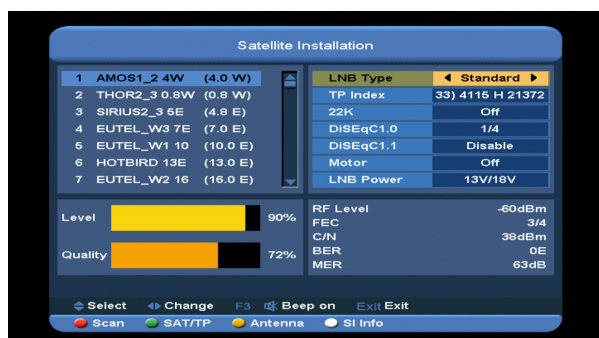 Satellite Installation
1 AMOS1_2 4W (4.0 W)
2 THOR2_3 0.8W (0.8 W)
3 SIRIUS2_3 5E (4.8 E)
4 EUTEL_W3 7E (7.0 E)
5 EUTEL_W1 10 (10.0 E)
6 HOTBIRD 13E (13.0 E)
7 EUTEL_W2 16 (16.0 E)
LNB Type Standard
TP Index 33) 4115 H 21372
22K Off
DiSEqC1.0 1/4
DiSEqC1.1 Disable
Motor Off
LNB Power 13V/18V
Level 90%
Quality 72%
RF Level -60dBm
FEC 3/4
C/N 38dBm
BER 0E
MER 63dB
Select Change F3 Beep on Exit Exit
Scan SAT/TP Antenna SI Info